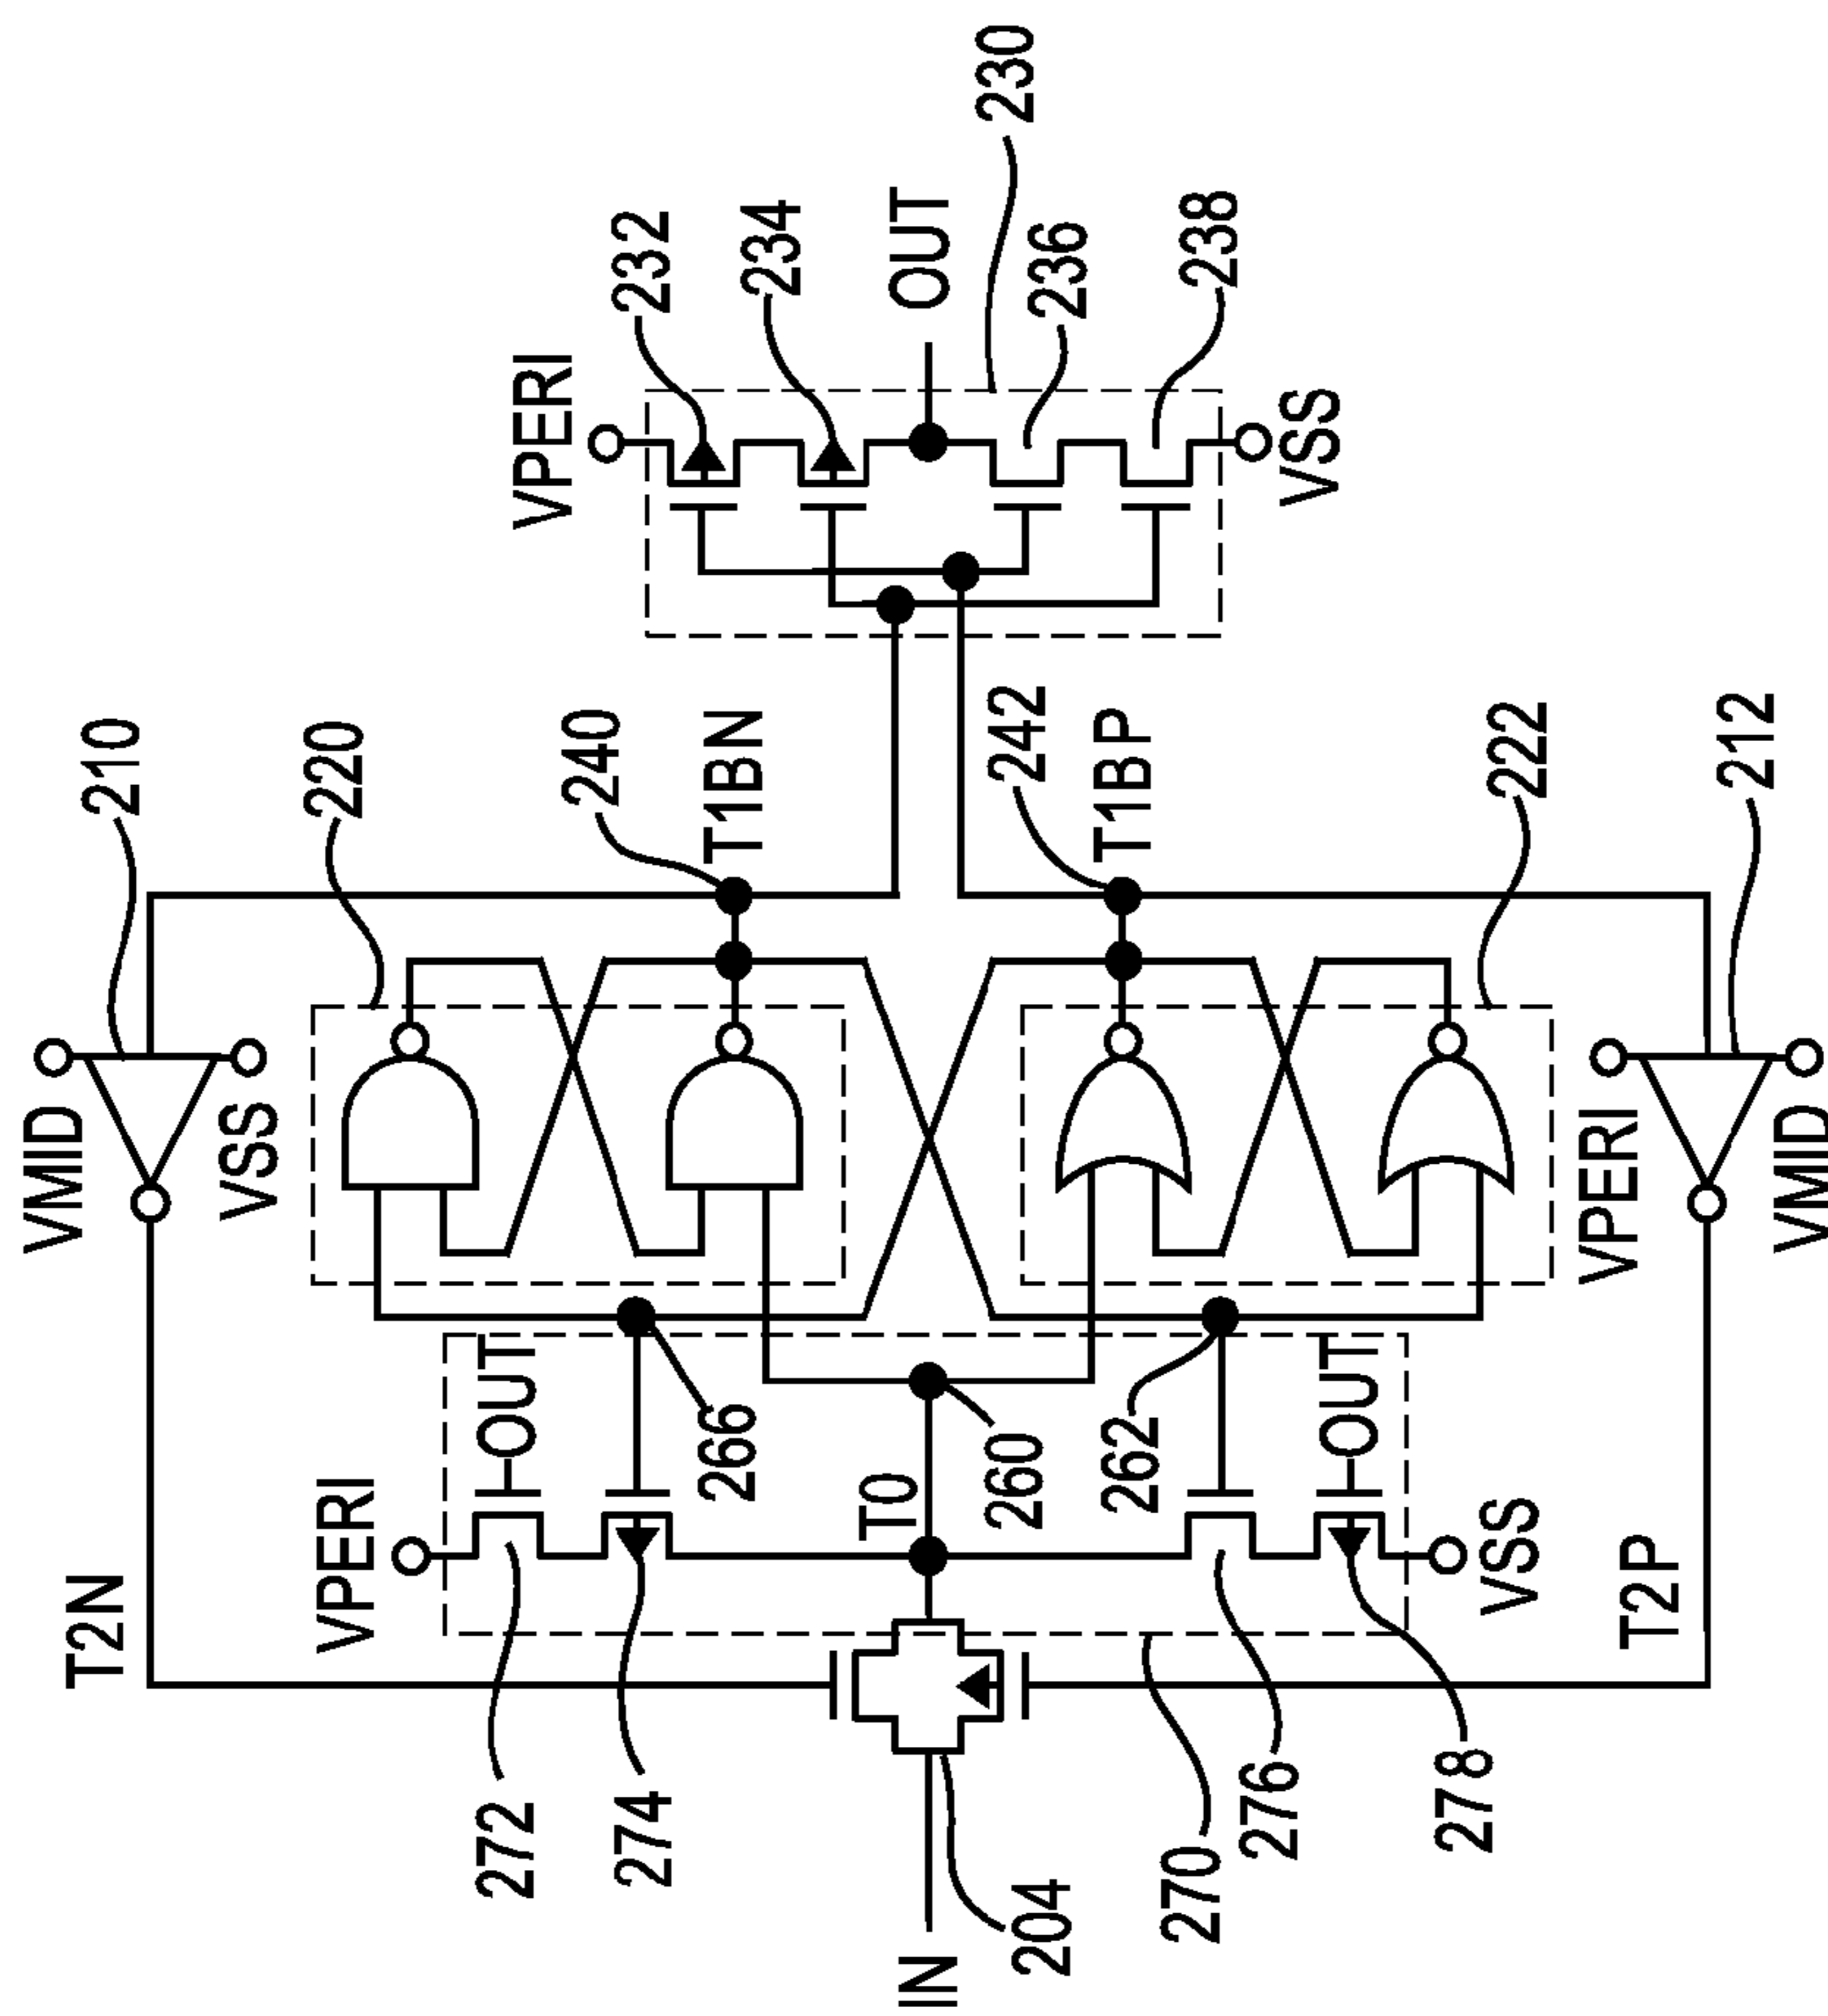 230
232
234
OUT
236
238
VPERI
VSS
210
220
240
T1BN
242
T1BP
222
212
VMID
VSS
VPERI
VMID
OUT
266
260
262
OUT
VPERI
TO
VSS
T2N
T2P
272
274
270
276
278
204
IN